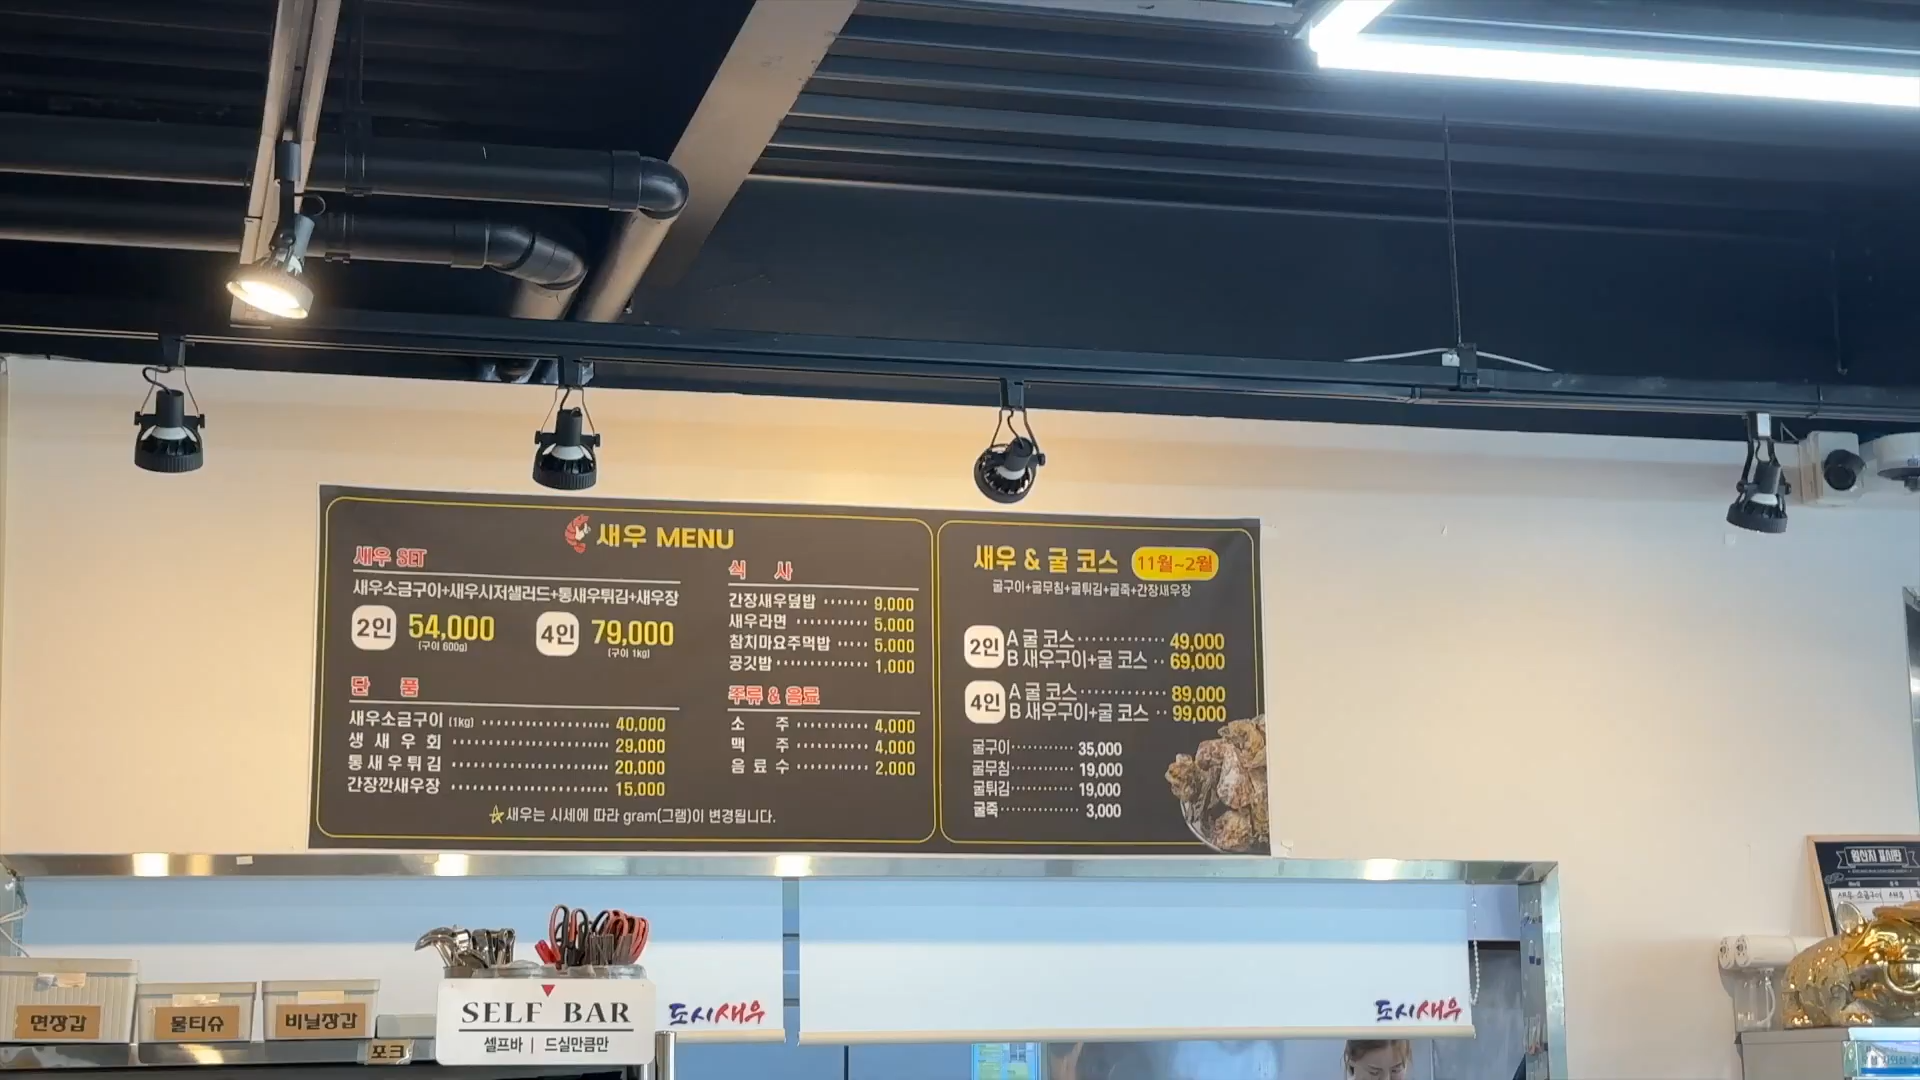 새우 MENU
새우 SET
새우소금구이+새우시저샐러드+통새우튀김+새우장
2인 54,000 (구이 600g)
4인 79,000 (구이 1kg)
단 품
새우소금구이 (1kg) 40,000
생 새 우 회 29,000
통 새 우 튀 김 20,000
간장깐새우장 15,000
식 사
간장새우덮밥 9,000
새우라면 5,000
참치마요주먹밥 5,000
공깃밥 1,000
주류 & 음료
소 주 4,000
맥 주 4,000
음 료 수 2,000
새우는 시세에 따라 gram(그램)이 변경됩니다.
새우 & 굴 코스 11월~2월
굴구이+굴무침+굴튀김+굴죽+간장새우장
2인
A 굴 코스 49,000
B 새우구이+굴 코스 69,000
4인
A 굴 코스 89,000
B 새우구이+굴 코스 99,000
굴구이 35,000
굴무침 19,000
굴튀김 19,000
굴죽 3,000
원산지 표시판
면장갑
물티슈
비닐장갑
포크
SELF BAR
셀프바 | 드실만큼만
도시새우
도시새우